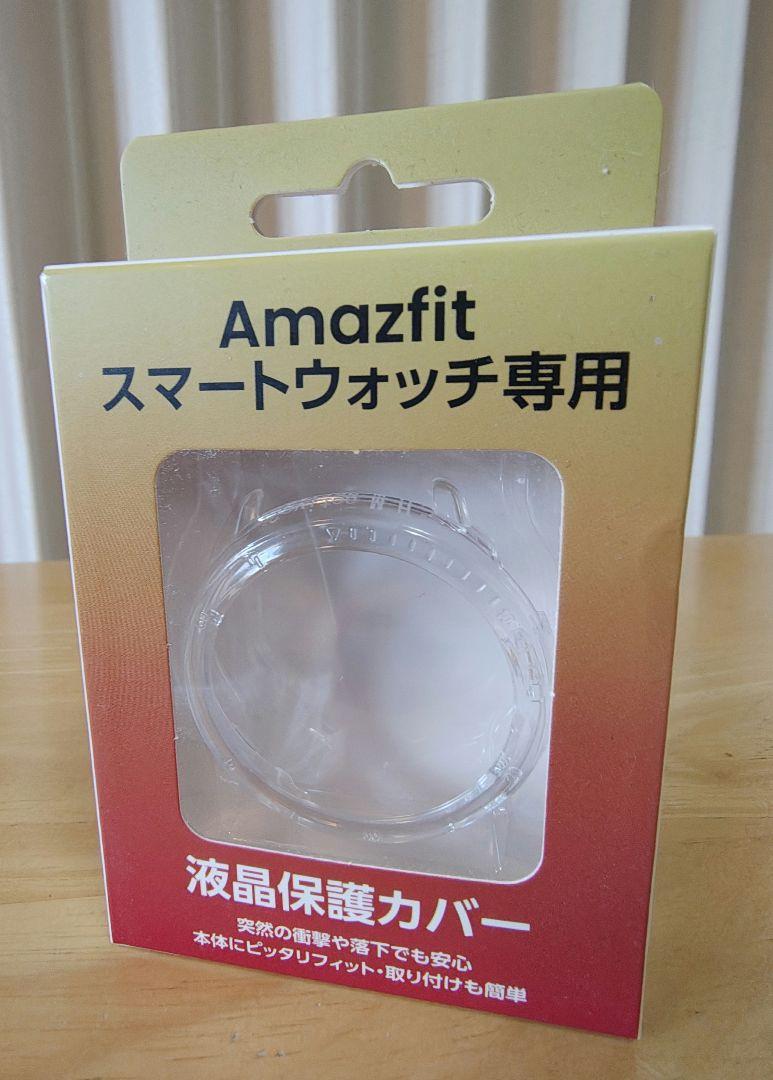 Amazfit
スマートウォッチ専用
液晶保護カバー
突然の衝撃や落下でも安心
本体にピッタリフィット・取り付けも簡単